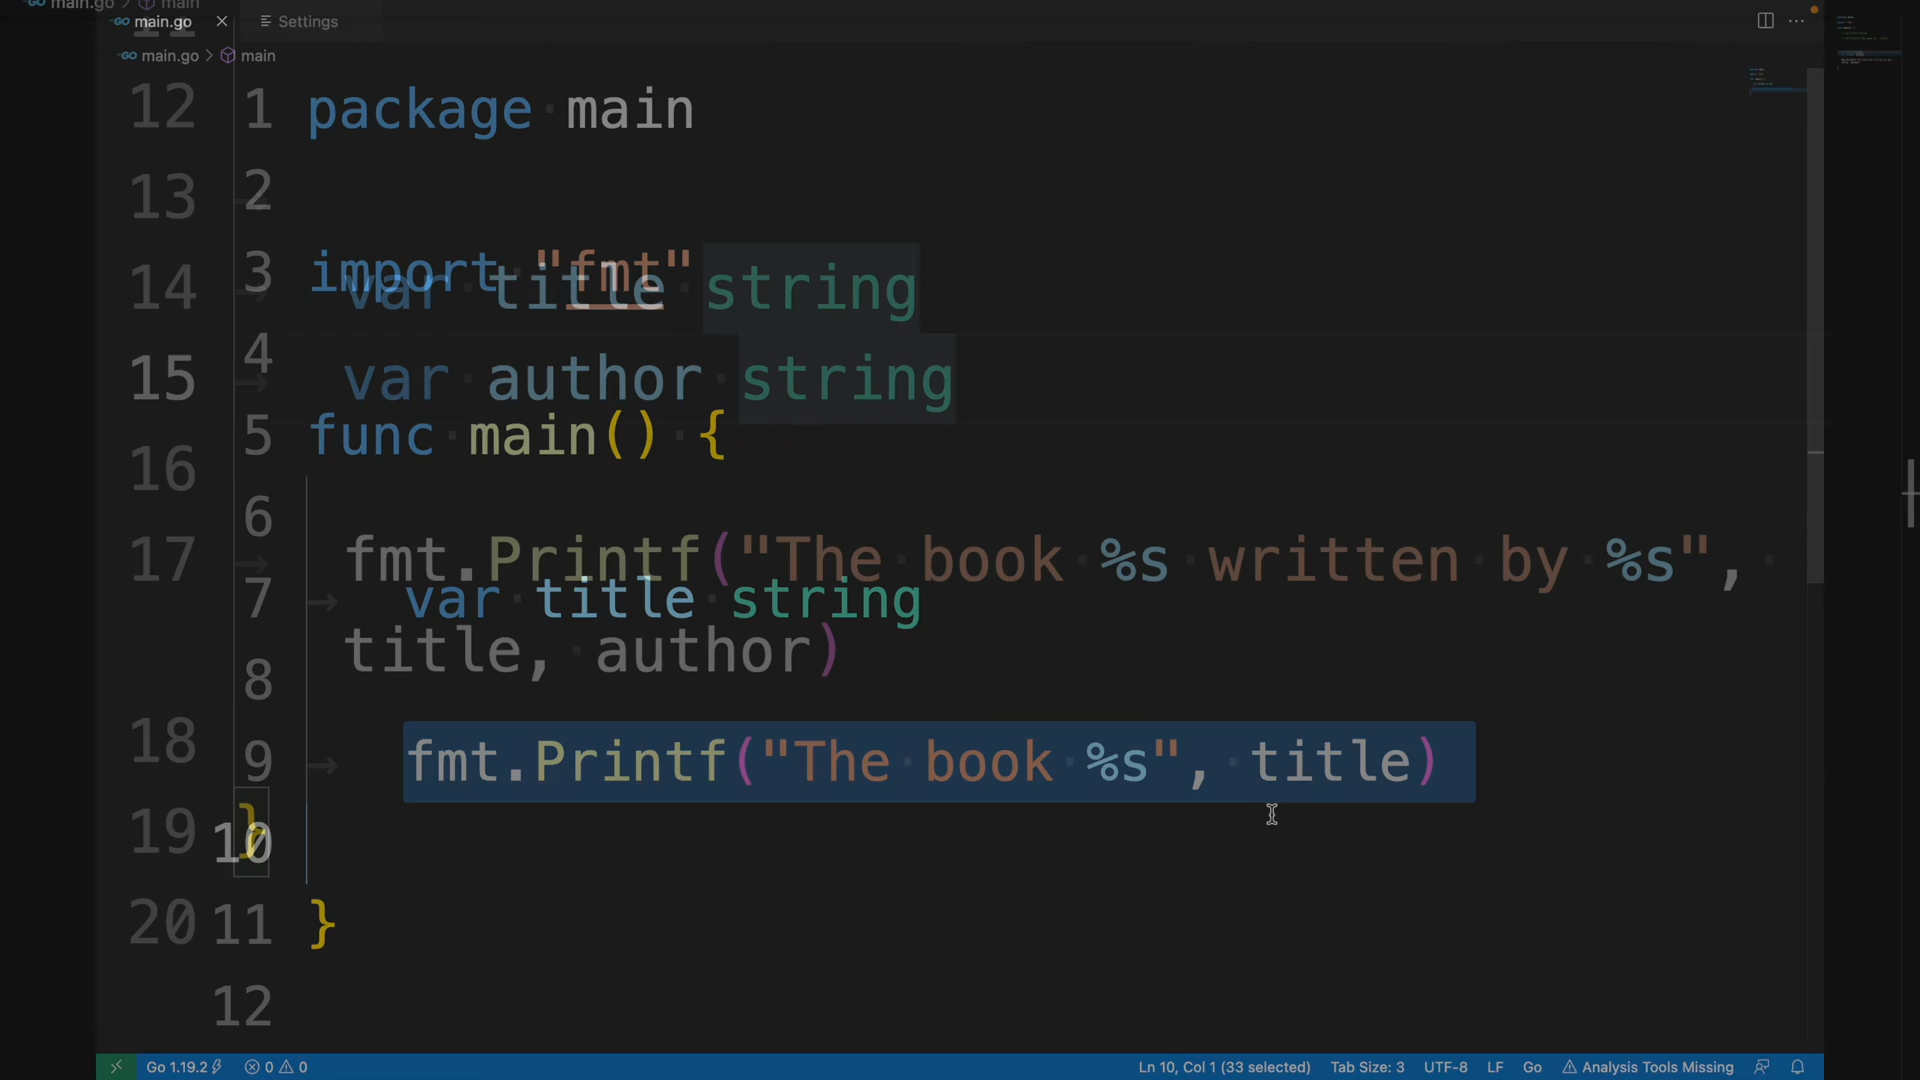 main.go > main
main.go × Settings
main.go > main
11
12
13
14 var title string
15 var author string
16
17 fmt.Printf("The book %s written by %s",
title, author)
18
19 }
20
1 package main
2
3 import "fmt"
4
5 func main() {
6
7 var title string
8
9 fmt.Printf("The book %s", title)
10
11 }
12
Go 1.19.2 0 0 Ln 10, Col 1 (33 selected) Tab Size: 3 UTF-8 LF Go Analysis Tools Missing